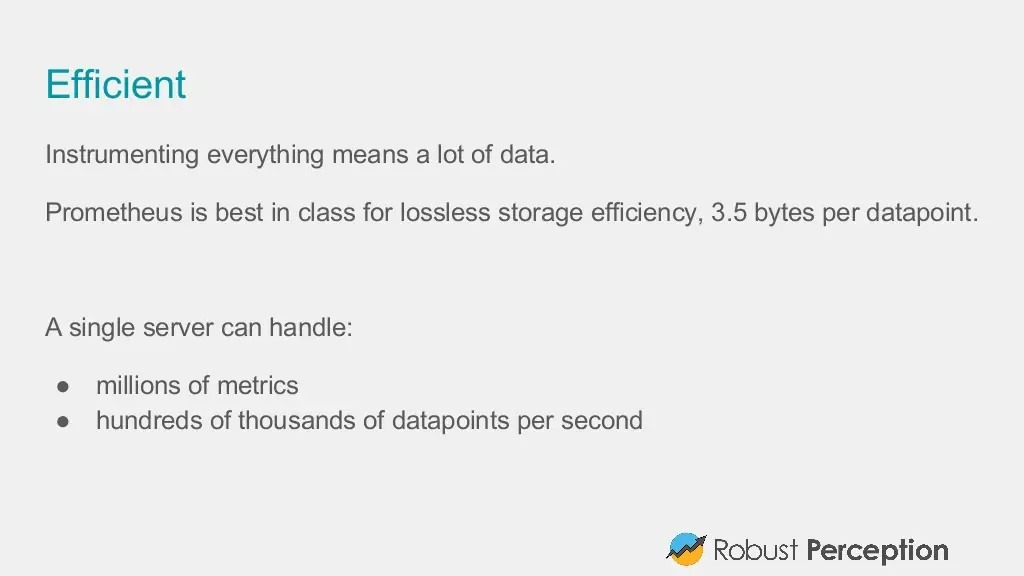 Efficient
Instrumenting everything means a lot of data.
Prometheus is best in class for lossless storage efficiency, 3.5 bytes per datapoint.
A single server can handle:
● millions of metrics
● hundreds of thousands of datapoints per second
Robust Perception